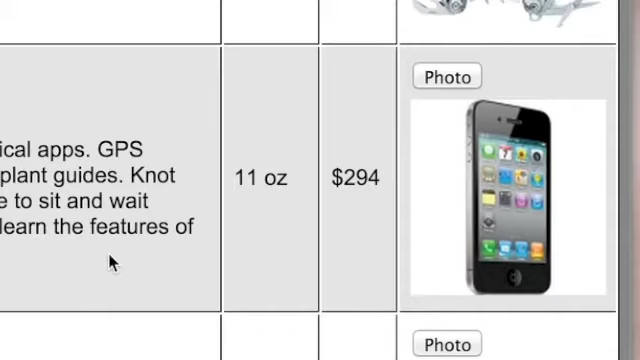 Photo
ical apps. GPS
plant guides. Knot
e to sit and wait
learn the features of
11 oz
$294
Photo